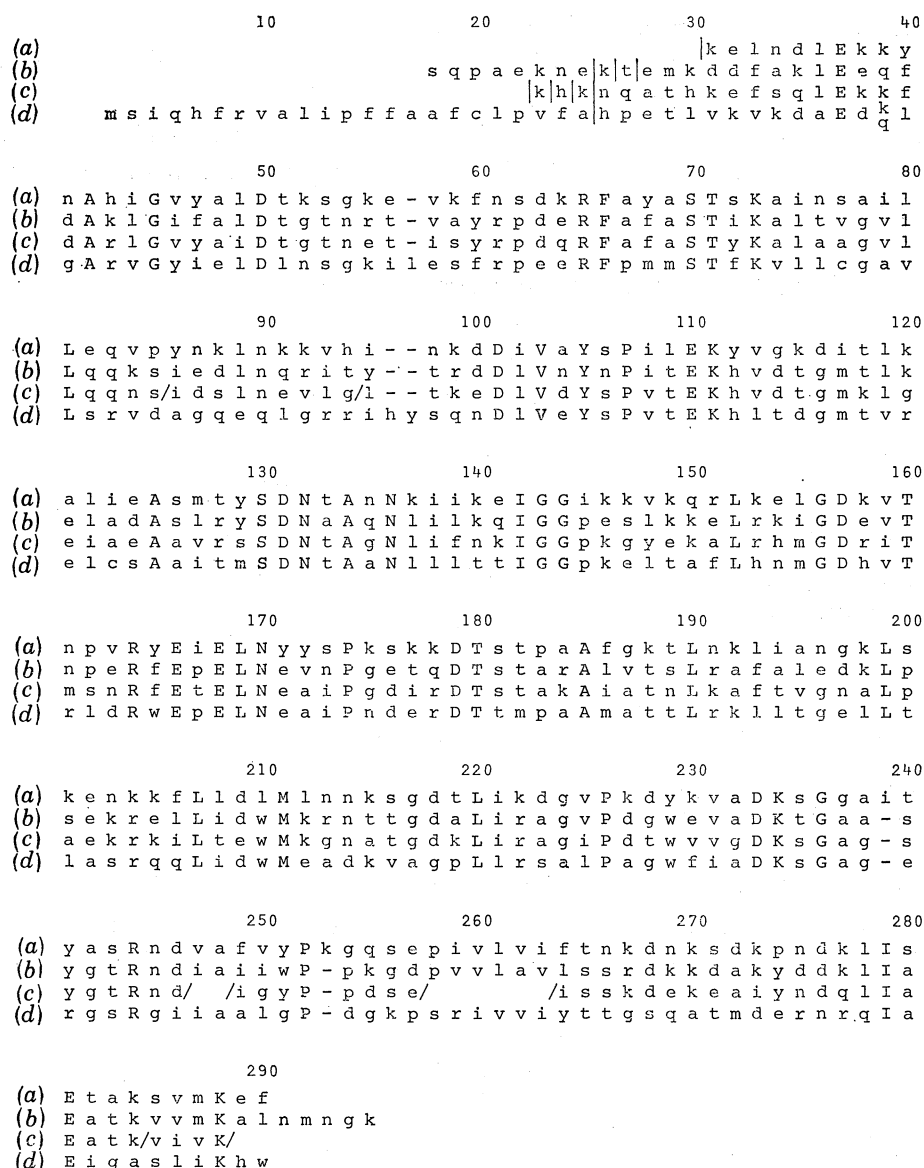 10 20 30 40
(a) |k e l n d l E k k y
(b) s q p a e k n e|k|t|e m k d d f a k l E e q f
(c) |k|h|k|n q a t h k e f s q l E k k f
(d) m s i q h f r v a l i p f f a a f c l p v f a|h p e t l v k v k d a E d k l
q
50 60 70 80
(a) n A h i G v y a l D t k s g k e - v k f n s d k R F a y a S T s K a i n s a i l
(b) d A k l G i f a l D t g t n r t - v a y r p d e R F a f a S T i K a l t v g v l
(c) d A r l G v y a i D t g t n e t - i s y r p d q R F a f a S T y K a l a a g v l
(d) g A r v G y i e l D l n s g k i l e s f r p e e R F p m m S T f K v l l c g a v
90 100 110 120
(a) L e q v p y n k l n k k v h i - - n k d D i V a Y s P i l E K y v g k d i t l k
(b) L q q k s i e d l n q r i t y - - t r d D l V n Y n P i t E K h v d t g m t l k
(c) L q q n s/i d s l n e v l g/i - - t k e D l V d Y s P v t E K h v d t g m k l g
(d) L s r v d a g q e q l g r r i h y s q n D l V e Y s P v t E K h l t d g m t v r
130 140 150 160
(a) a l i e A s m t y S D N t A n N k i i k e I G G i k k v k q r L k e l G D k v T
(b) e l a d A s l r y S D N a A q N l i l k q I G G p e s l k k e L r k i G D e v T
(c) e i a e A a v r s S D N t A g N l i f n k I G G p k g y e k a L r h m G D r i T
(d) e l c s A a i t m S D N t A a N l l l t t I G G p k e l t a f L h n m G D h v T
170 180 190 200
(a) n p v R y E i E L N y y s P k s k k D T s t p a A f g k t L n k l i a n g k L s
(b) n p e R f E p E L N e v n P g e t q D T s t a r A l v t s L r a f a l e d k L p
(c) m s n R f E t E L N e a i P g d i r D T s t a k A i a t n L k a f t v g n a L p
(d) r l d R w E p E L N e a i P n d e r D T t m p a A m a t t L r k l l t g e l L t
210 220 230 240
(a) k e n k k f L l d l M l n n k s g d t L i k d g v P k d y k v a D K s G g a i t
(b) s e k r e l L i d w M k r n t t g d a L i r a g v P d g w e v a D K t G a a - s
(c) a e k r k i L t e w M k g n a t g d k L i r a g i P d t w v v g D K s G a g - s
(d) l a s r q q L i d w M e a d k v a g p L l r s a l P a g w f i a D K s G a g - e
250 260 270 280
(a) y a s R n d v a f v y P k g q s e p i v l v i f t n k d n k s d k p n d k l I s
(b) y g t R n d i a i i w P - p k g d p v v l a v l s s r d k k d a k y d d k l I a
(c) y g t R n d/ /i g y P - p d s e/ /i s s k d e k e a i y n d q l I a
(d) r g s R g i i a a l g P - d g k p s r i v v i y t t g s q a t m d e r n r q I a
290
(a) E t a k s v m K e f
(b) E a t k v v m K a l n m n g k
(c) E a t k/v i v K/
(d) E i g a s l i K h w